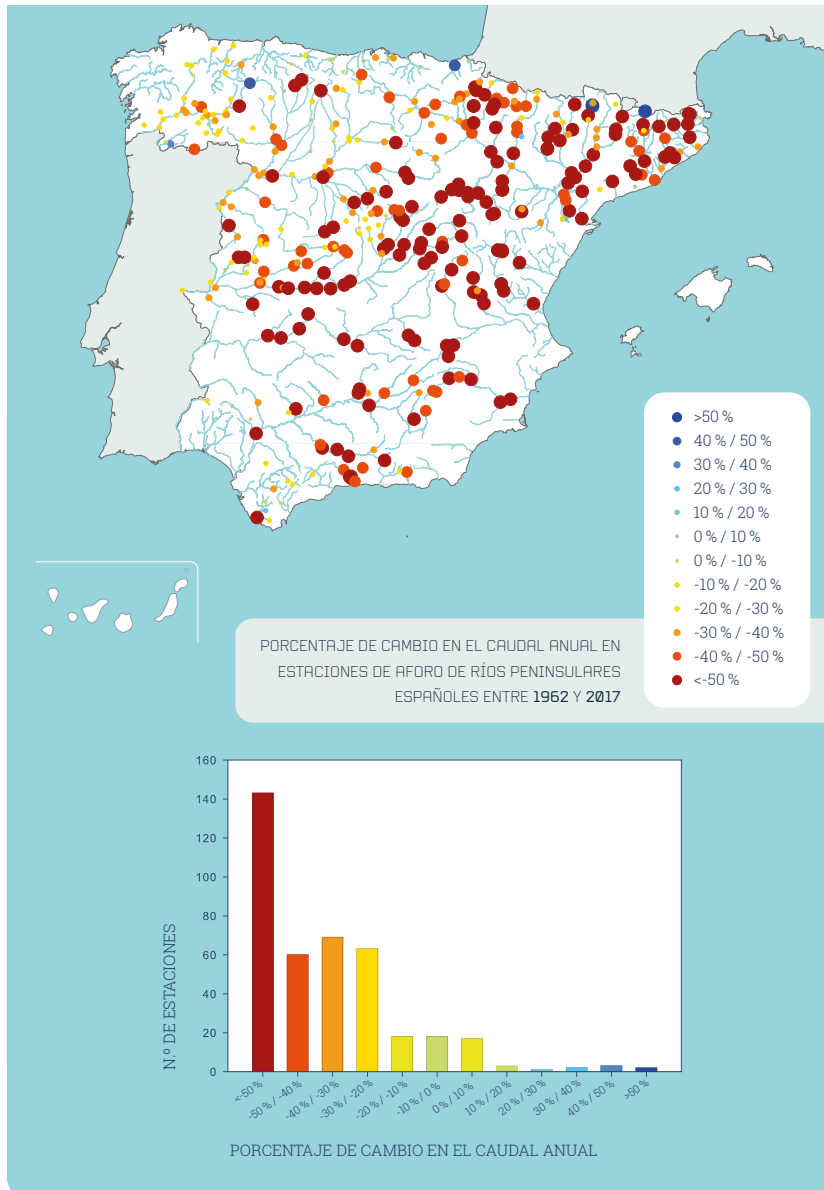 >50 %
40 % / 50 %
30 % / 40 %
20 % / 30 %
10 % / 20 %
0 % / 10 %
0 % / -10 %
-10 % / -20 %
-20 % / -30 %
-30 % / -40 %
-40 % / -50 %
<-50 %
PORCENTAJE DE CAMBIO EN EL CAUDAL ANUAL EN
ESTACIONES DE AFORO DE RÍOS PENINSULARES
ESPAÑOLES ENTRE 1962 Y 2017
160
140
120
100
80
60
40
20
0
N.º DE ESTACIONES
<-50 %
-50 % / -40 %
-40 % / -30 %
-30 % / -20 %
-20 % / -10 %
-10 % / 0 %
0 % / 10 %
10 % / 20 %
20 % / 30 %
30 % / 40 %
40 % / 50 %
>50 %
PORCENTAJE DE CAMBIO EN EL CAUDAL ANUAL